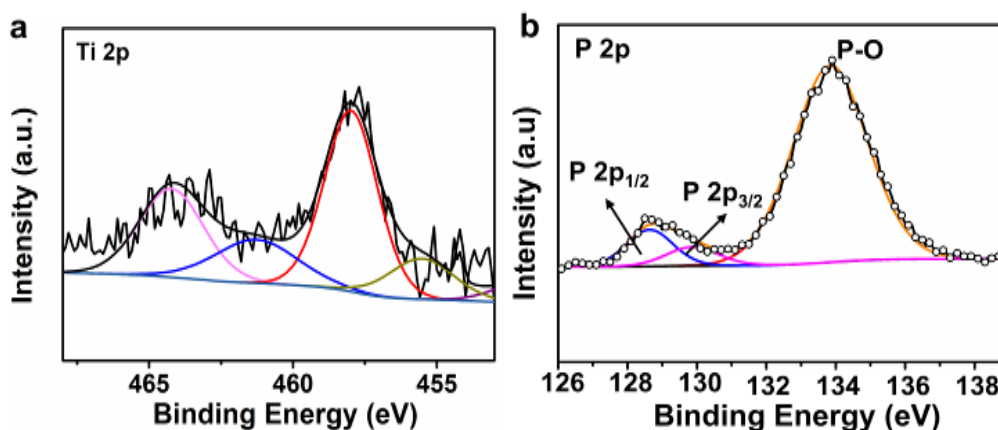 a
Ti 2p
Intensity (a.u.)
465 460 455
Binding Energy (eV)
b
P 2p
P-O
P 2p1/2
P 2p3/2
Intensity (a.u)
126 128 130 132 134 136 138
Binding Energy (eV)